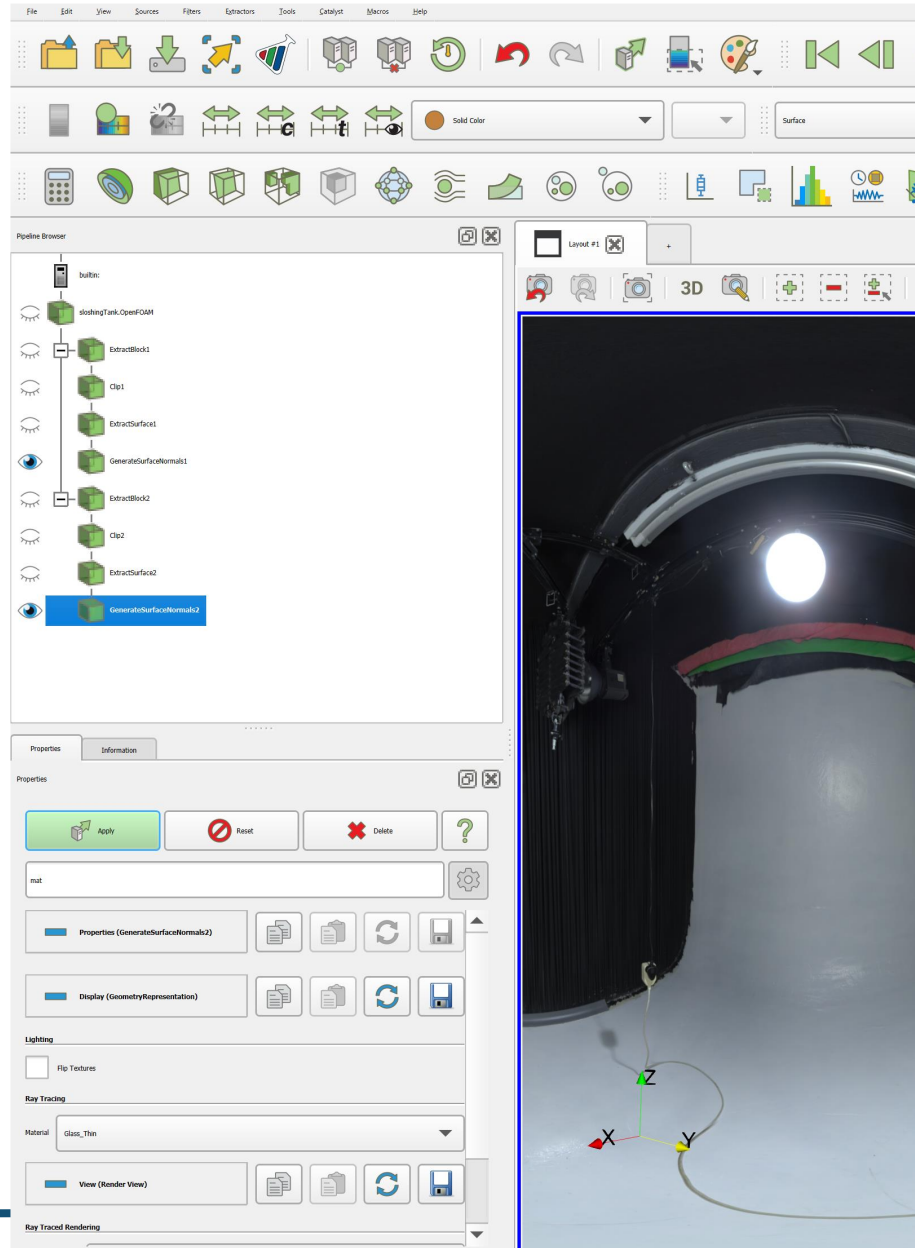 File Edit View Sources Filters Extractors Tools Catalyst Macros Help
C t
Solid Color
Surface
Pipeline Browser
Layout #1 +
builtin:
3D
sloshingTank.OpenFOAM
ExtractBlock1
Clip1
ExtractSurface1
GenerateSurfaceNormals1
ExtractBlock2
Clip2
ExtractSurface2
GenerateSurfaceNormals2
Properties Information
Properties
Apply Reset Delete ?
mat
Properties (GenerateSurfaceNormals2)
Display (GeometryRepresentation)
Lighting
Flip Textures
Ray Tracing
Material Glass_Thin
View (Render View)
Ray Traced Rendering
Z
X Y